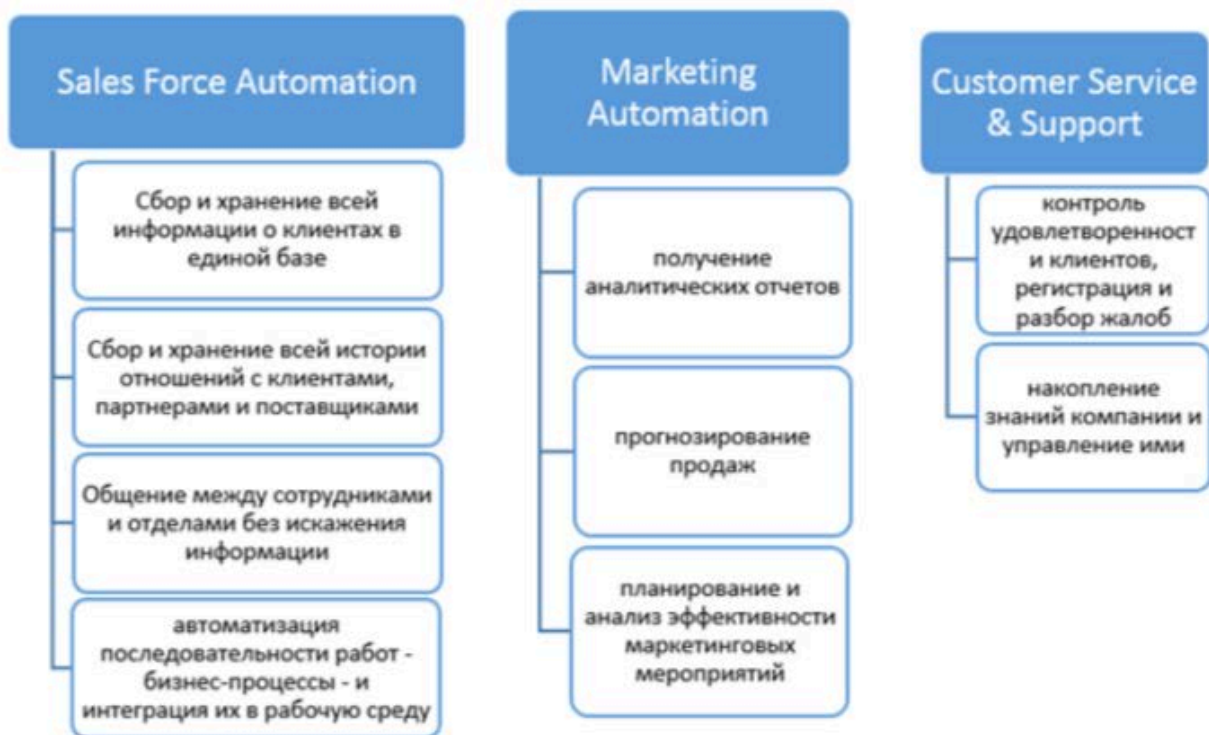 Sales Force Automation
Сбор и хранение всей
информации о клиентах в
единой базе
Сбор и хранение всей истории
отношений с клиентами,
партнерами и поставщиками
Общение между сотрудниками
и отделами без искажения
информации
автоматизация
последовательности работ -
бизнес-процессы - и
интеграция их в рабочую среду
Marketing
Automation
получение
аналитических отчетов
прогнозирование
продаж
планирование и
анализ эффективности
маркетинговых
мероприятий
Customer Service
& Support
контроль
удовлетворенност
и клиентов,
регистрация и
разбор жалоб
накопление
знаний компании и
управление ими